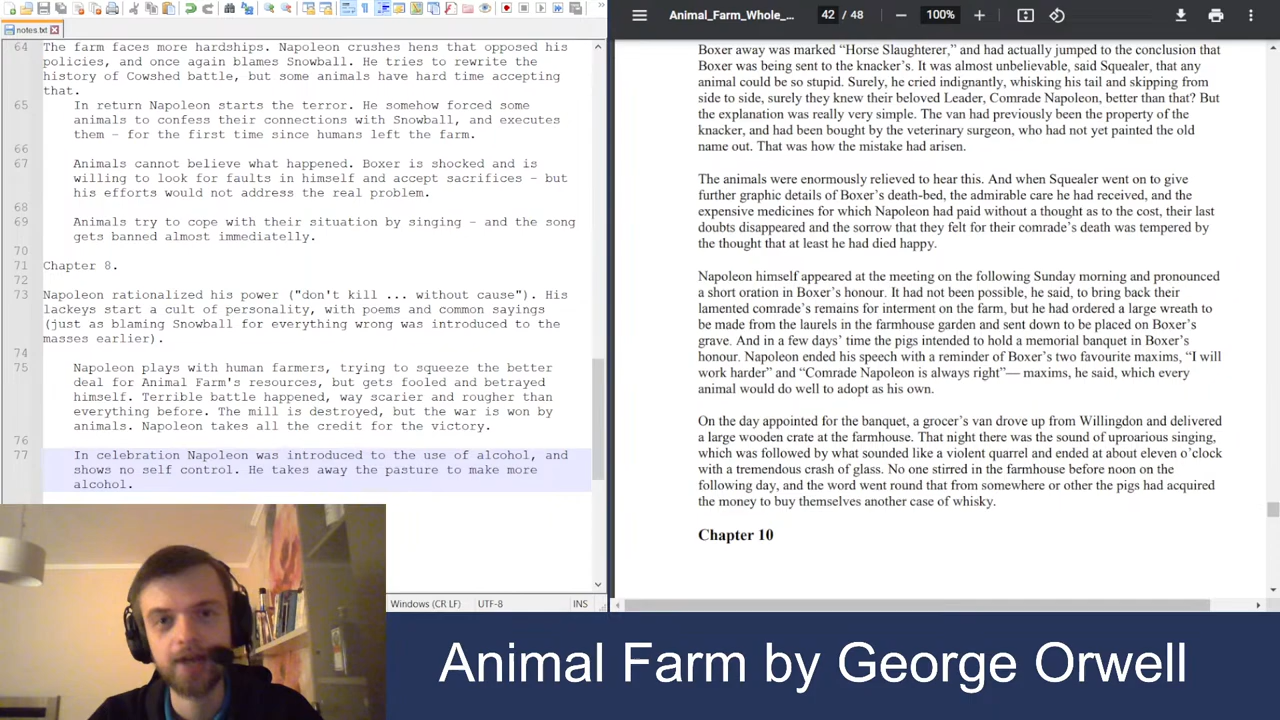 notes.txt
64 The farm faces more hardships. Napoleon crushes hens that opposed his
policies, and once again blames Snowball. He tries to rewrite the
history of Cowshed battle, but some animals have hard time accepting
that.
65 In return Napoleon starts the terror. He somehow forced some
animals to confess their connections with Snowball, and executes
them – for the first time since humans left the farm.
66
67 Animals cannot believe what happened. Boxer is shocked and is
willing to look for faults in himself and accept sacrifices – but
his efforts would not address the real problem.
68
69 Animals try to cope with their situation by singing – and the song
gets banned almost immediatelly.
70
71 Chapter 8.
72
73 Napoleon rationalized his power ("don't kill ... without cause"). His
lackeys start a cult of personality, with poems and common sayings
(just as blaming Snowball for everything wrong was introduced to the
masses earlier).
74
75 Napoleon plays with human farmers, trying to squeeze the better
deal for Animal Farm's resources, but gets fooled and betrayed
himself. Terrible battle happened, way scarier and rougher than
everything before. The mill is destroyed, but the war is won by
animals. Napoleon takes all the credit for the victory.
76
77 In celebration Napoleon was introduced to the use of alcohol, and
shows no self control. He takes away the pasture to make more
alcohol.
Windows (CR LF) UTF-8 INS
Animal_Farm_Whole_... 42 / 48 100%
Boxer away was marked “Horse Slaughterer,” and had actually jumped to the conclusion that
Boxer was being sent to the knacker's. It was almost unbelievable, said Squealer, that any
animal could be so stupid. Surely, he cried indignantly, whisking his tail and skipping from
side to side, surely they knew their beloved Leader, Comrade Napoleon, better than that? But
the explanation was really very simple. The van had previously been the property of the
knacker, and had been bought by the veterinary surgeon, who had not yet painted the old
name out. That was how the mistake had arisen.
The animals were enormously relieved to hear this. And when Squealer went on to give
further graphic details of Boxer’s death-bed, the admirable care he had received, and the
expensive medicines for which Napoleon had paid without a thought as to the cost, their last
doubts disappeared and the sorrow that they felt for their comrade’s death was tempered by
the thought that at least he had died happy.
Napoleon himself appeared at the meeting on the following Sunday morning and pronounced
a short oration in Boxer’s honour. It had not been possible, he said, to bring back their
lamented comrade’s remains for interment on the farm, but he had ordered a large wreath to
be made from the laurels in the farmhouse garden and sent down to be placed on Boxer’s
grave. And in a few days’ time the pigs intended to hold a memorial banquet in Boxer’s
honour. Napoleon ended his speech with a reminder of Boxer’s two favourite maxims, “I will
work harder” and “Comrade Napoleon is always right”— maxims, he said, which every
animal would do well to adopt as his own.
On the day appointed for the banquet, a grocer’s van drove up from Willingdon and delivered
a large wooden crate at the farmhouse. That night there was the sound of uproarious singing,
which was followed by what sounded like a violent quarrel and ended at about eleven o’clock
with a tremendous crash of glass. No one stirred in the farmhouse before noon on the
following day, and the word went round that from somewhere or other the pigs had acquired
the money to buy themselves another case of whisky.
Chapter 10
Animal Farm by George Orwell